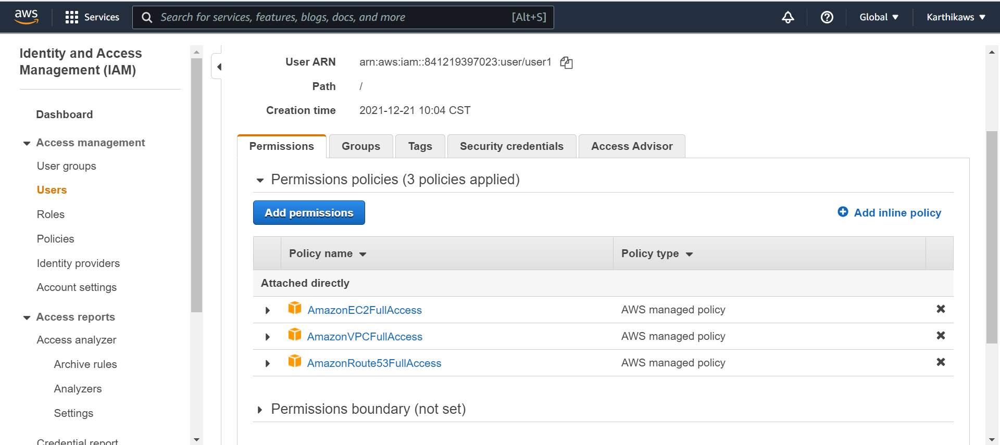 aws
Services
Search for services, features, blogs, docs, and more [Alt+S]
Global
Karthikaws
Identity and Access
Management (IAM)
Dashboard
Access management
User groups
Users
Roles
Policies
Identity providers
Account settings
Access reports
Access analyzer
Archive rules
Analyzers
Settings
Credential report
User ARN arn:aws:iam::841219397023:user/user1
Path /
Creation time 2021-12-21 10:04 CST
Permissions Groups Tags Security credentials Access Advisor
Permissions policies (3 policies applied)
Add permissions Add inline policy
Policy name Policy type
Attached directly
AmazonEC2FullAccess AWS managed policy
AmazonVPCFullAccess AWS managed policy
AmazonRoute53FullAccess AWS managed policy
Permissions boundary (not set)